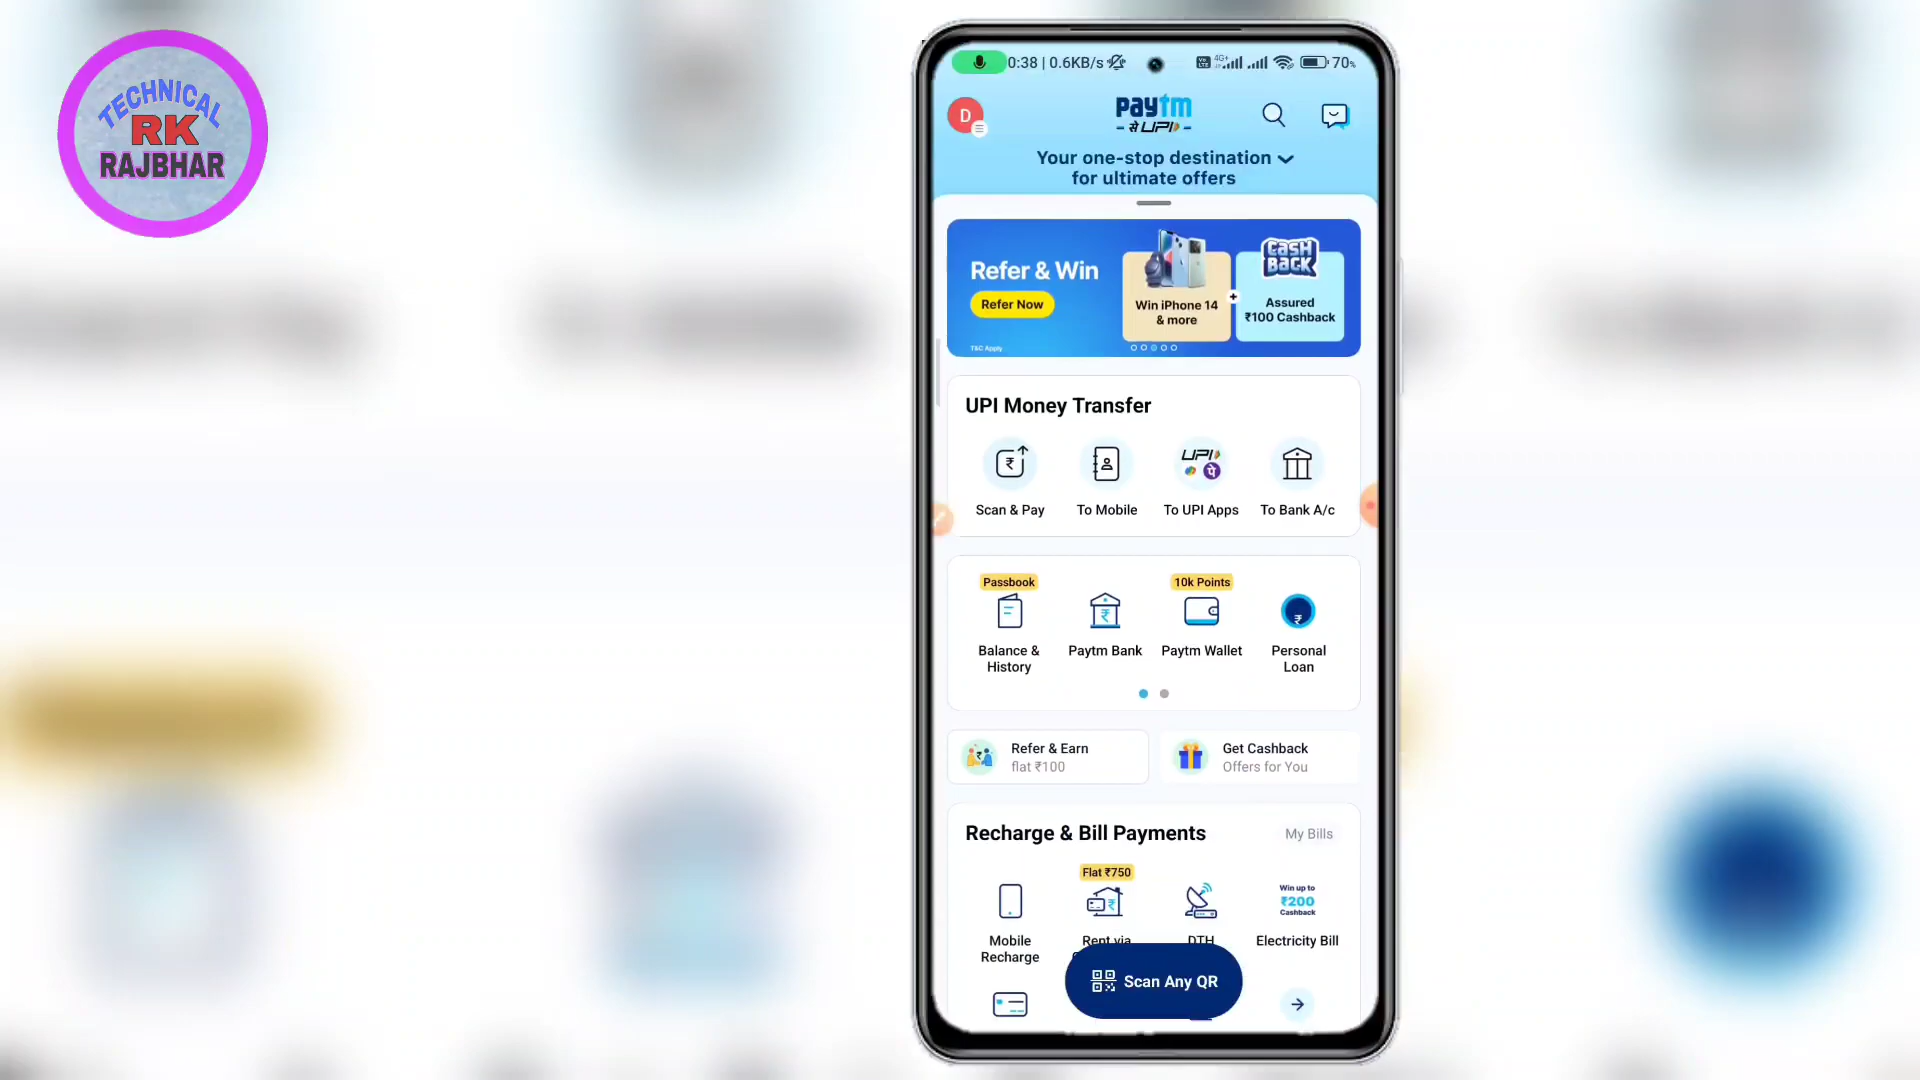 TECHNICAL
RK
RAJBHAR
0:38 | 0.6KB/s
4G+
70%
D
paytm
से UPI
Your one-stop destination
for ultimate offers
Refer & Win
Refer Now
T&C Apply
Win iPhone 14
& more
+
CASH
BACK
Assured
₹100 Cashback
UPI Money Transfer
UPI
पे
Scan & Pay
To Mobile
To UPI Apps
To Bank A/c
Passbook
10k Points
Balance &
History
Paytm Bank
Paytm Wallet
Personal
Loan
Refer & Earn
flat ₹100
Get Cashback
Offers for You
Recharge & Bill Payments
My Bills
Flat ₹750
Win up to
₹200
Cashback
Mobile
Recharge
Rent via
DTH
Electricity Bill
Scan Any QR